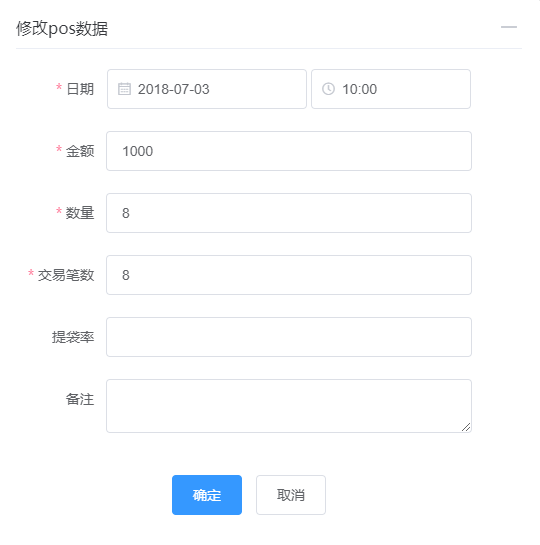 修改pos数据
* 日期 2018-07-03 10:00
* 金额 1000
* 数量 8
* 交易笔数 8
提袋率
备注
确定 取消